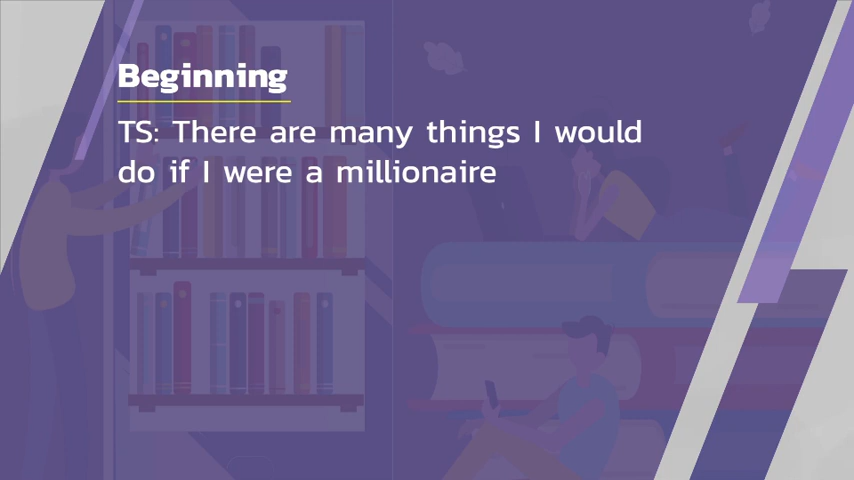 Beginning
TS: There are many things I would
do if I were a millionaire